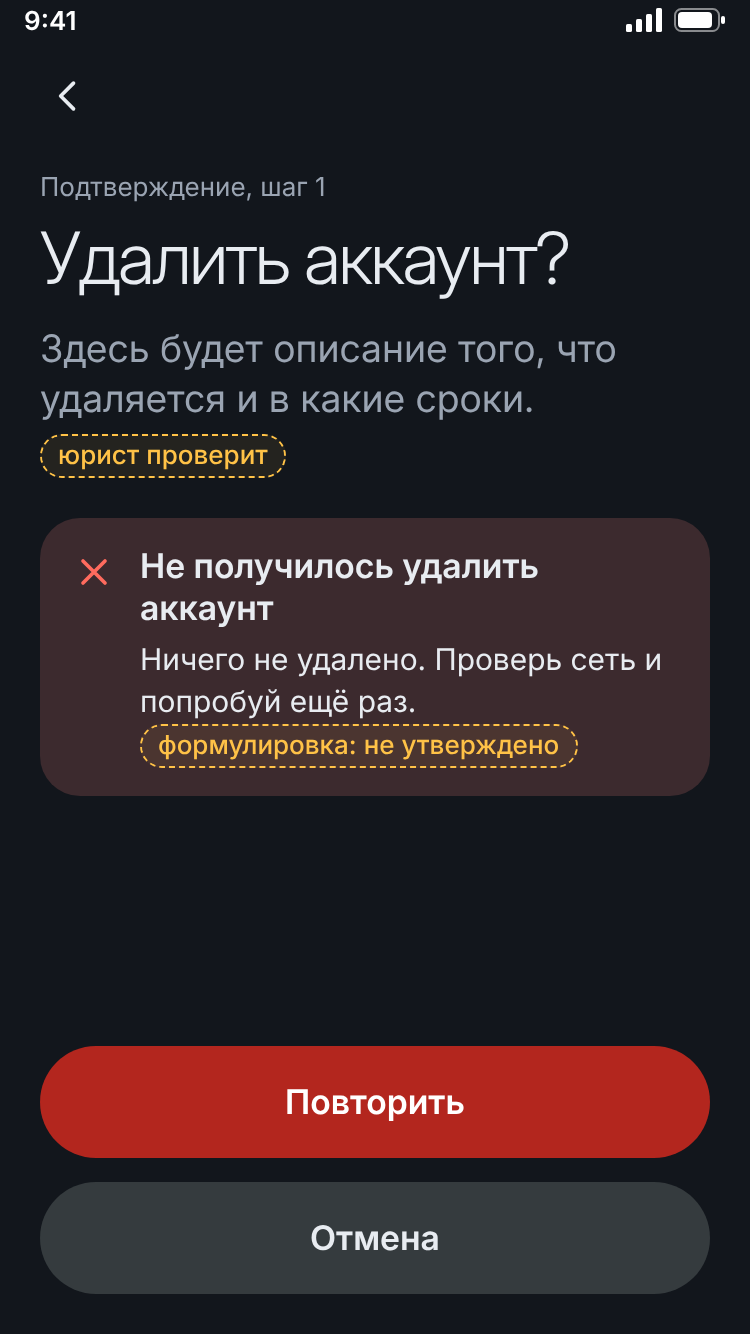 9:41
Подтверждение, шаг 1
Удалить аккаунт?
Здесь будет описание того, что
удаляется и в какие сроки.
юрист проверит
Не получилось удалить
аккаунт
Ничего не удалено. Проверь сеть и
попробуй ещё раз.
формулировка: не утверждено
Повторить
Отмена